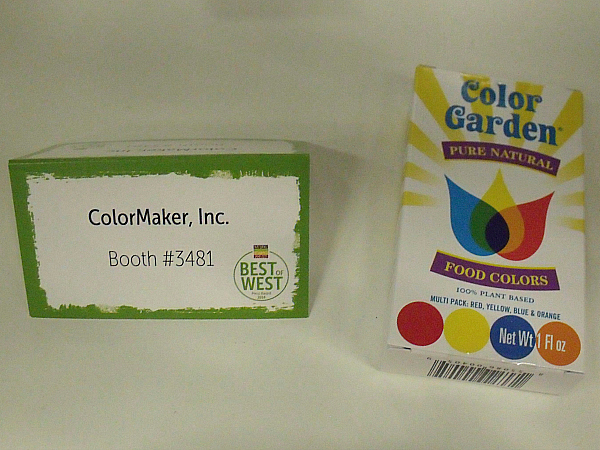 ColorMaker, Inc.
Booth #3481
BEST OF
WEST
Color
Garden®
PURE NATURAL
FOOD COLORS
100% PLANT BASED
MULTI PACK: RED, YELLOW, BLUE & ORANGE
Net Wt 1 Fl oz